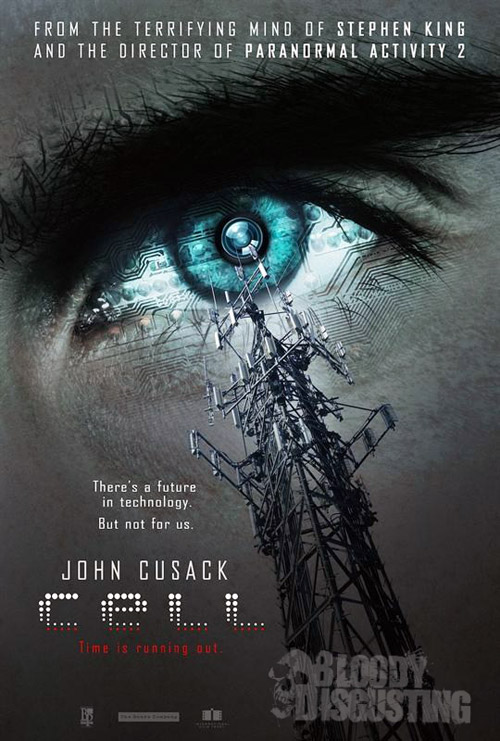 FROM THE TERRIFYING MIND OF STEPHEN KING
AND THE DIRECTOR OF PARANORMAL ACTIVITY 2
There's a future
in technology.
But not for us.
JOHN CUSACK
CELL
Time is running out.
BLOODY
DISGUSTING